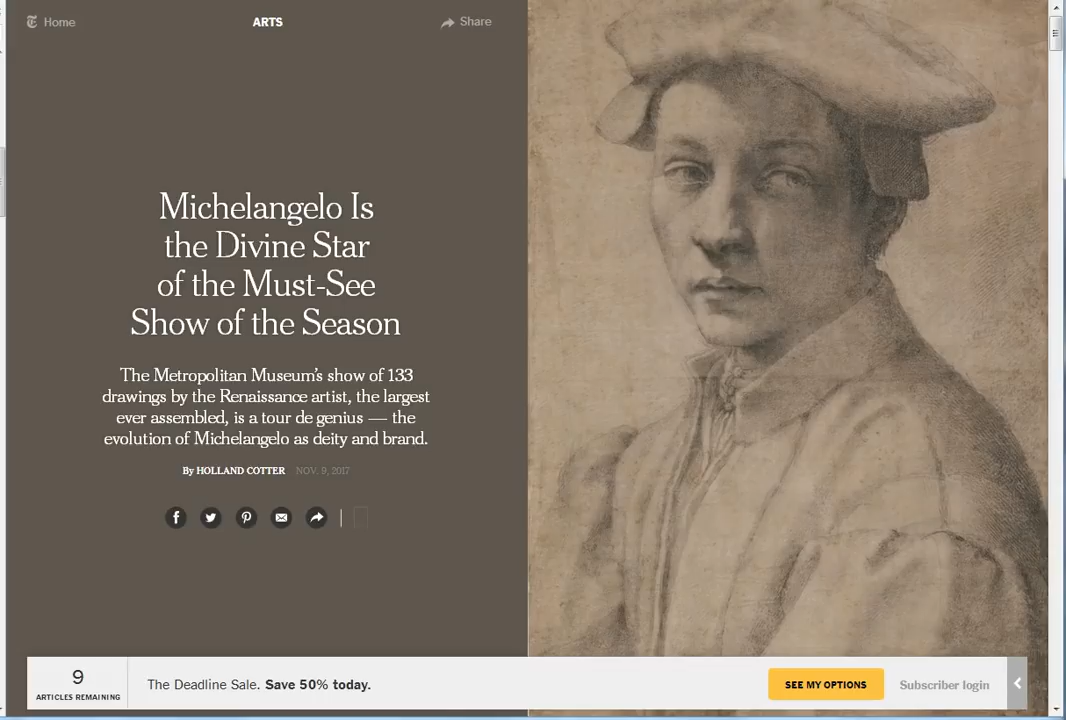 Home
ARTS
Share
Michelangelo Is
the Divine Star
of the Must-See
Show of the Season
The Metropolitan Museum's show of 133
drawings by the Renaissance artist, the largest
ever assembled, is a tour de genius — the
evolution of Michelangelo as deity and brand.
By HOLLAND COTTER NOV. 9, 2017
9
ARTICLES REMAINING
The Deadline Sale. Save 50% today.
SEE MY OPTIONS
Subscriber login